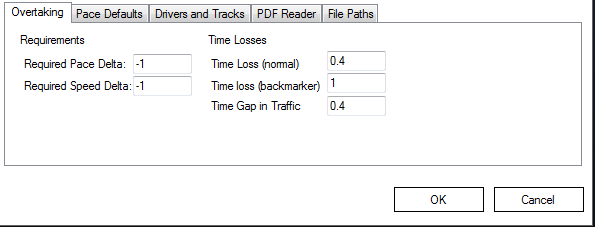 Overtaking Pace Defaults Drivers and Tracks PDF Reader File Paths
Requirements Time Losses
Required Pace Delta: -1 Time Loss (normal) 0.4
Required Speed Delta: -1 Time loss (backmarker) 1
Time Gap in Traffic 0.4
OK Cancel